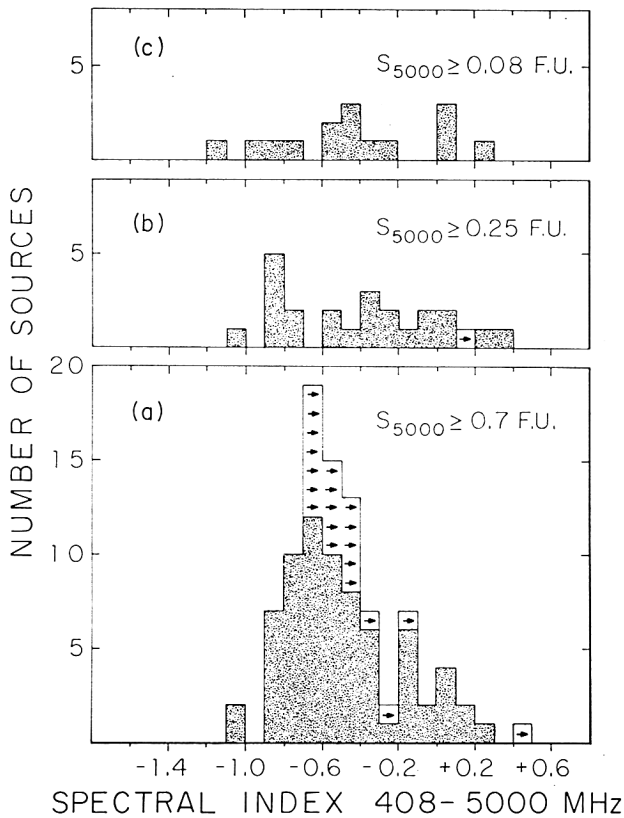 (c)
S5000 ≥ 0.08 F.U.
5
(b)
S5000 ≥ 0.25 F.U.
5
(a)
S5000 ≥ 0.7 F.U.
20
15
10
5
NUMBER OF SOURCES
-1.4 -1.0 -0.6 -0.2 +0.2 +0.6
SPECTRAL INDEX 408-5000 MHz